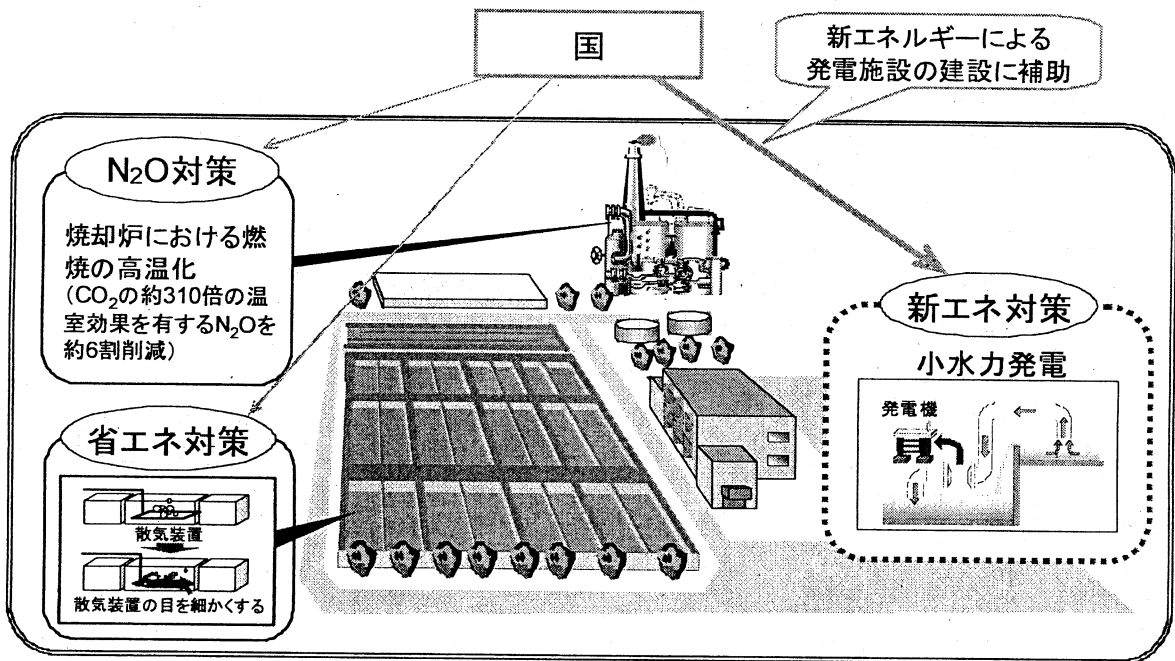 国
新エネルギーによる
発電施設の建設に補助
N₂O対策
焼却炉における燃
焼の高温化
(CO₂の約310倍の温
室効果を有するN₂Oを
約6割削減)
省エネ対策
散気装置
散気装置の目を細かくする
新エネ対策
小水力発電
発電機